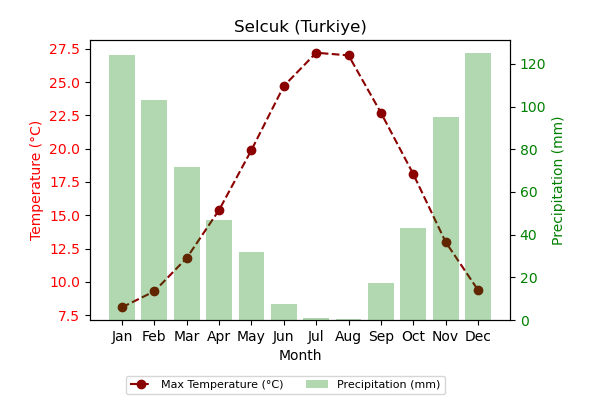 Selcuk (Turkiye)
27.5
25.0
22.5
20.0
17.5
15.0
12.5
10.0
7.5
Temperature (°C)
120
100
80
60
40
20
0
Precipitation (mm)
Jan Feb Mar Apr May Jun Jul Aug Sep Oct Nov Dec
Month
Max Temperature (°C) Precipitation (mm)